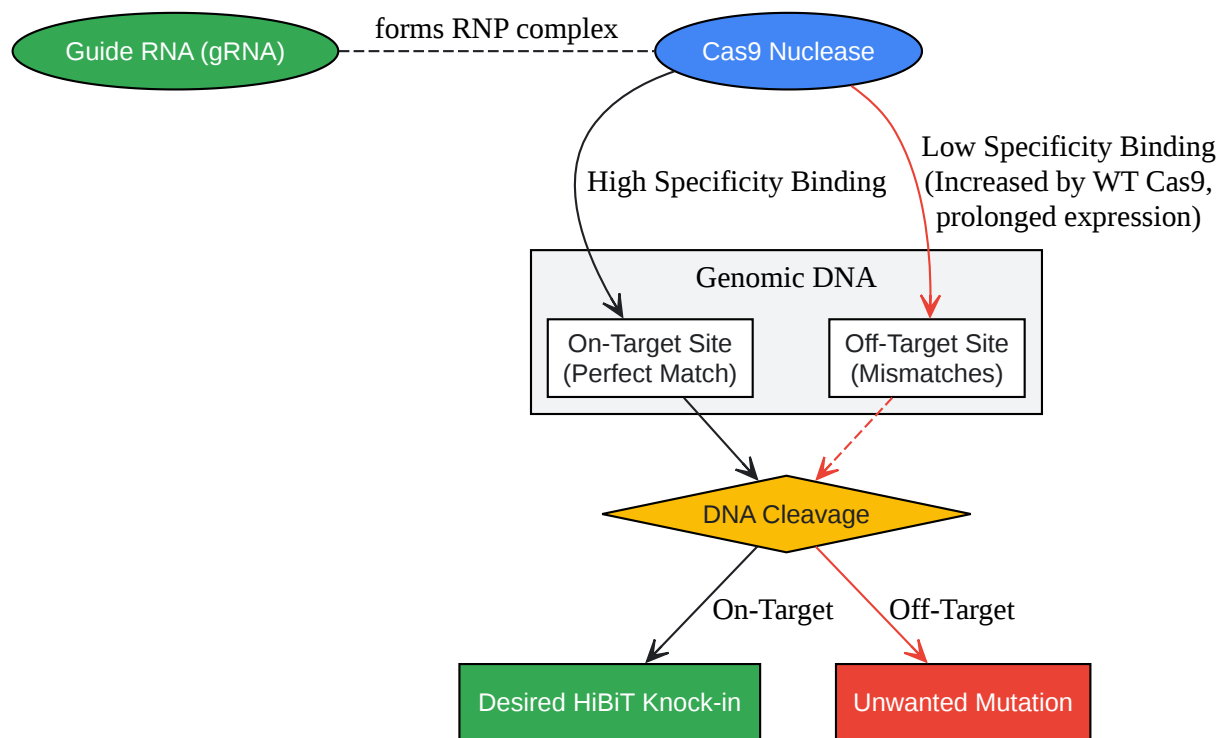 forms RNP complex
Guide RNA (gRNA)
Cas9 Nuclease
High Specificity Binding
Low Specificity Binding
(Increased by WT Cas9,
prolonged expression)
Genomic DNA
On-Target Site
(Perfect Match)
Off-Target Site
(Mismatches)
DNA Cleavage
On-Target
Off-Target
Desired HiBiT Knock-in
Unwanted Mutation